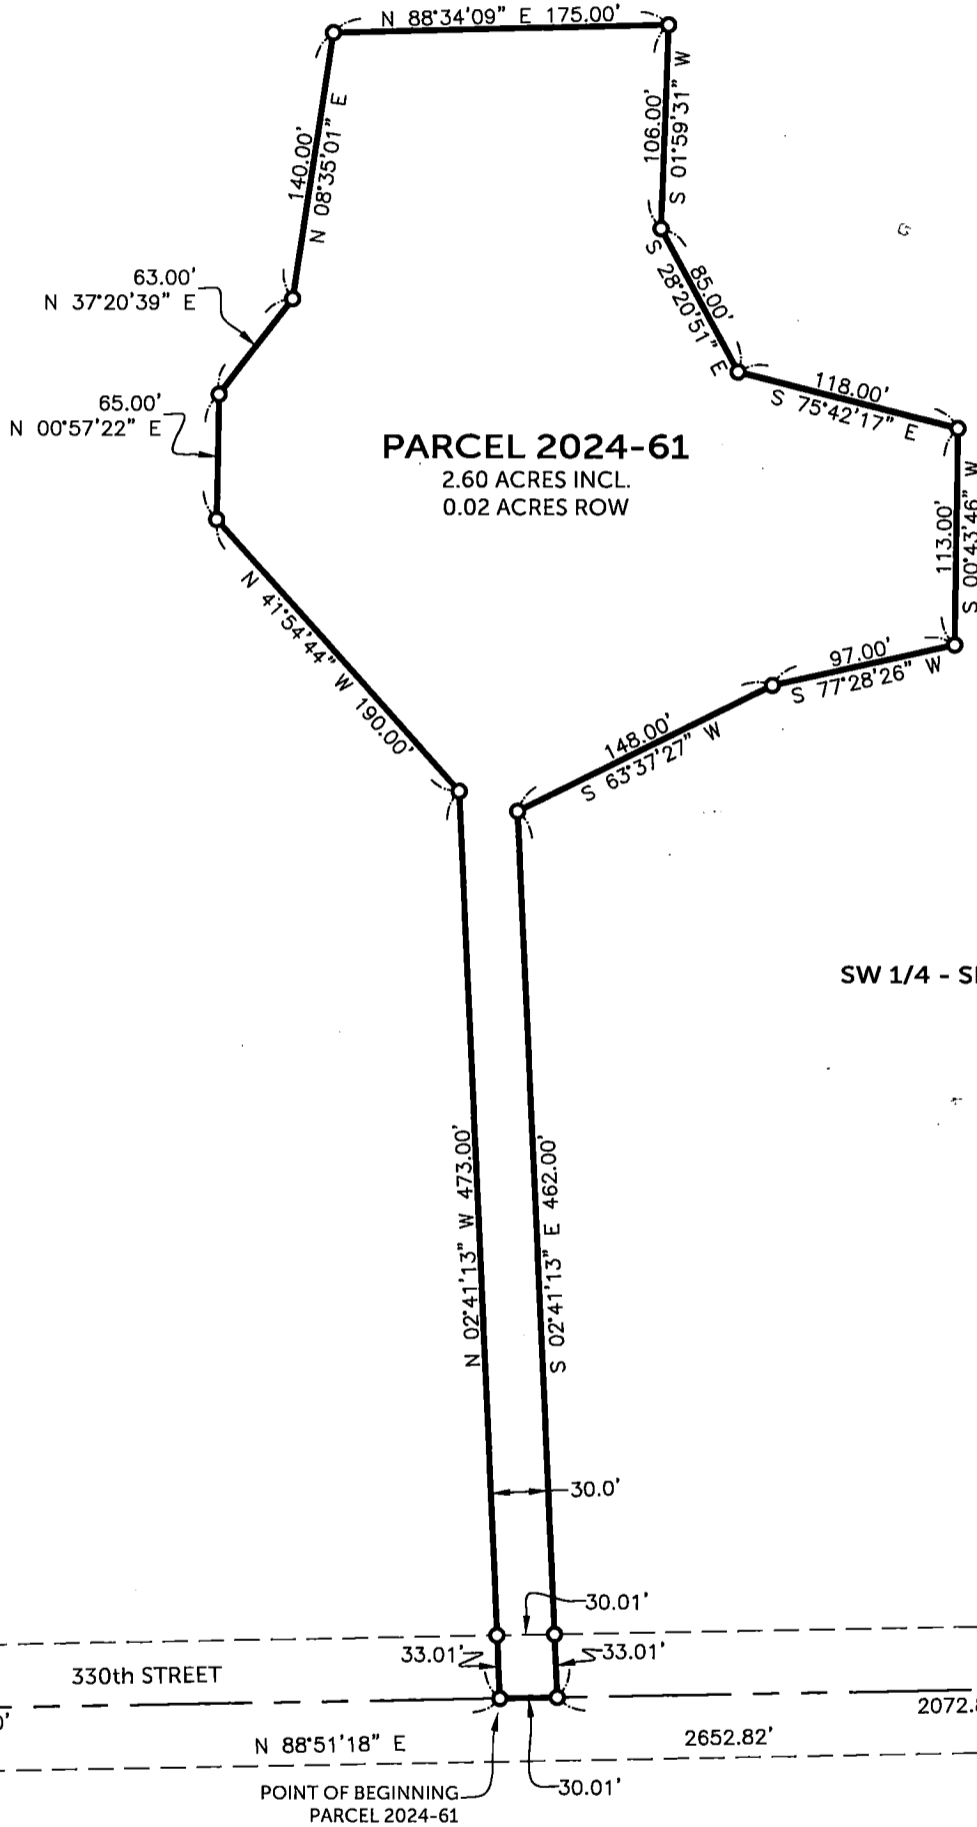 N 88°34'09" E 175.00'
106.00'
S 01°59'31" W
140.00'
N 08°35'01" E
63.00'
N 37°20'39" E
85.00'
S 28°20'51" E
65.00'
N 00°57'22" E
118.00'
S 75°42'17" E
PARCEL 2024-61
2.60 ACRES INCL.
0.02 ACRES ROW
113.00'
S 00°43'46" W
N 41°54'44" W 190.00'
97.00'
S 77°28'26" W
148.00'
S 63°37'27" W
SW 1/4 -
N 02°41'13" W 473.00'
S 02°41'13" E 462.00'
30.0'
30.01'
33.01'
33.01'
330th STREET
N 88°51'18" E
2652.82'
30.01'
POINT OF BEGINNING
PARCEL 2024-61